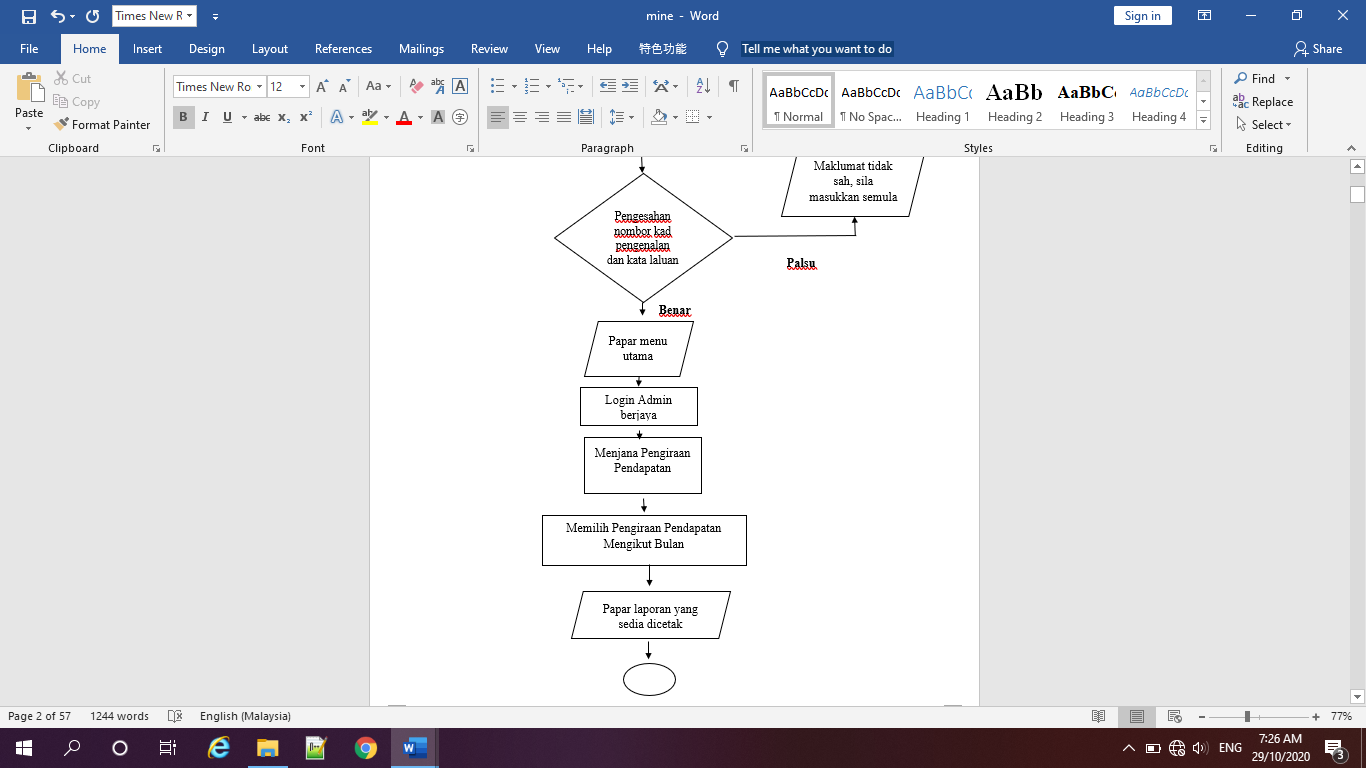 Times New R
mine - Word
Sign in
File Home Insert Design Layout References Mailings Review View Help 特色功能 Tell me what you want to do Share
Paste
Cut
Copy
Format Painter
Clipboard
Times New Ro 12
Font
Paragraph
AaBbCcDc AaBbCcDc AaBbCc AaBb AaBbC AaBbCcDc
¶ Normal ¶ No Spac... Heading 1 Heading 2 Heading 3 Heading 4
Styles
Find
Replace
Select
Editing
Maklumat tidak
sah, sila
masukkan semula
Pengesahan
nombor kad
pengenalan
dan kata laluan
Palsu
Benar
Papar menu
utama
Login Admin
berjaya
Menjana Pengiraan
Pendapatan
Memilih Pengiraan Pendapatan
Mengikut Bulan
Papar laporan yang
sedia dicetak
Page 2 of 57 1244 words English (Malaysia) 77%
ENG
7:26 AM
29/10/2020
3